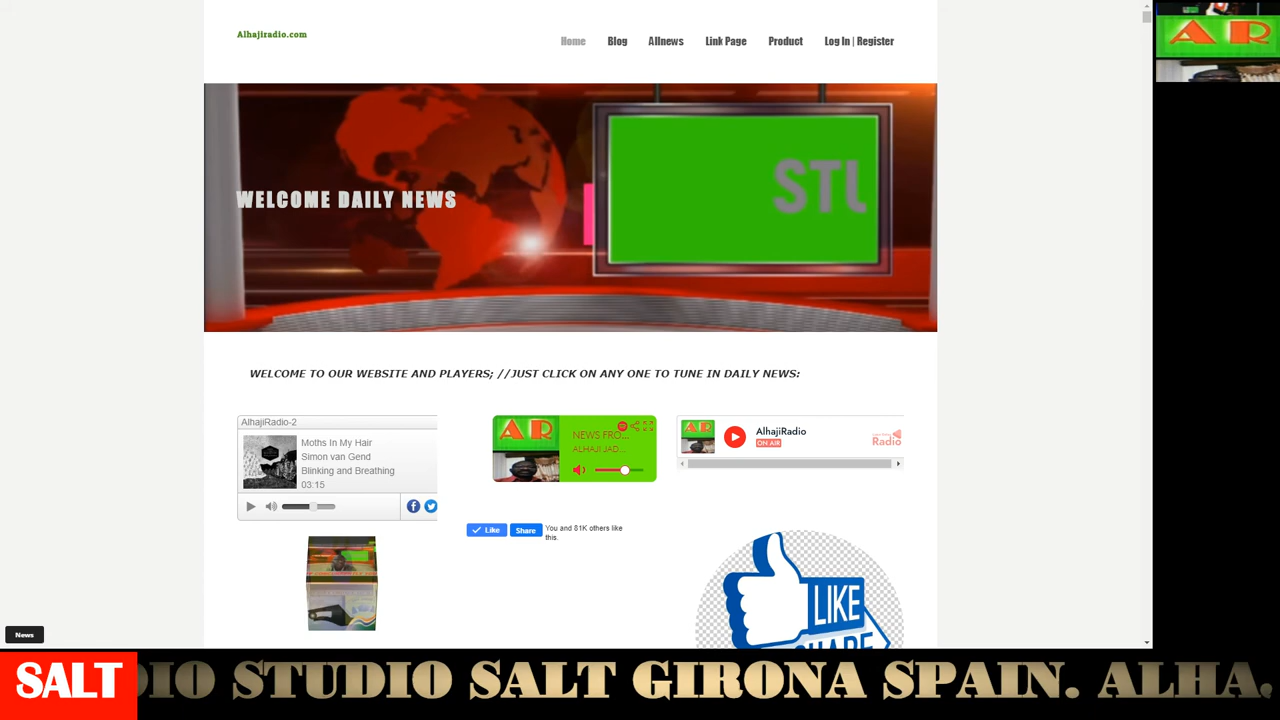 Alhajiradio.com
Home Blog Allnews Link Page Product Log In | Register
A R
WELCOME DAILY NEWS
STU
WELCOME TO OUR WEBSITE AND PLAYERS; //JUST CLICK ON ANY ONE TO TUNE IN DAILY NEWS:
AlhajiRadio-2
Moths In My Hair
Simon van Gend
Blinking and Breathing
03:15
A R
NEWS FRO...
ALHAJI JAD...
A R
AlhajiRadio
ON AIR
Radio
Like Share You and 81K others like this.
LIKE
SHARE
News
SALT
DIO STUDIO SALT GIRONA SPAIN. ALHA.